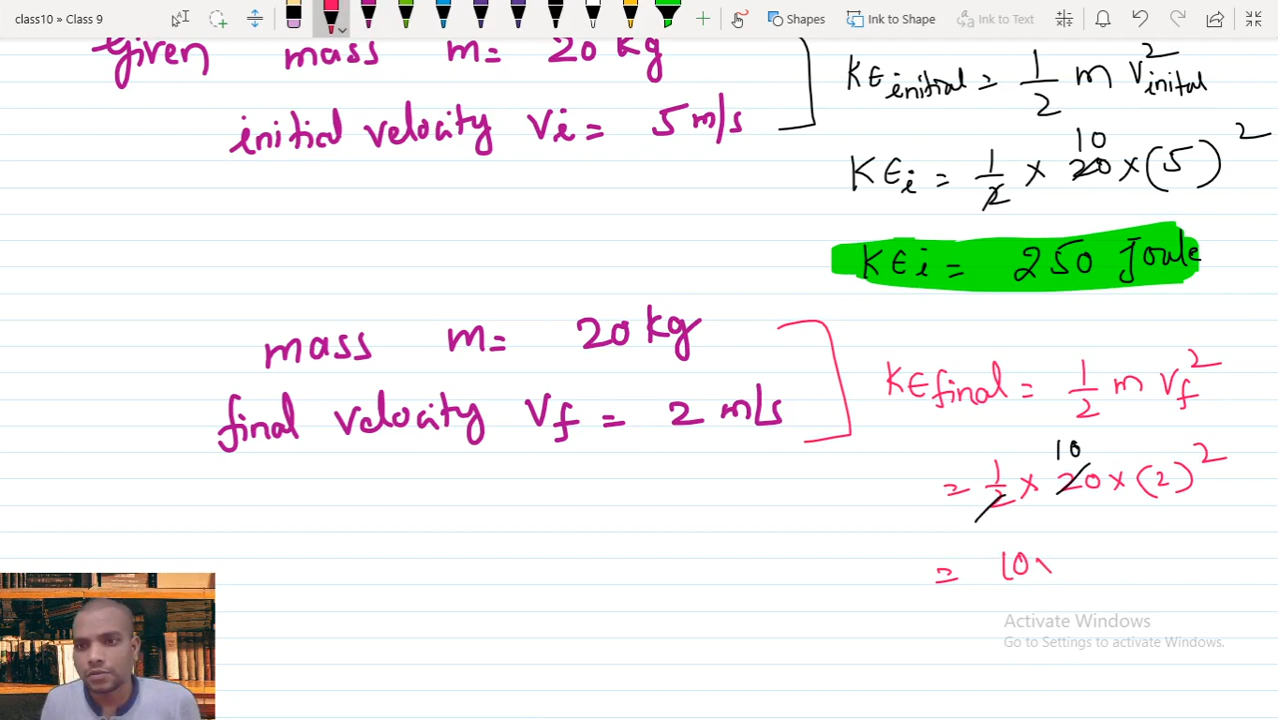 class10 » Class 9
Shapes
Ink to Shape
Ink to Text
Given mass m= 20 kg
initial velocity Vi = 5 m/s
KE initial = 1/2 m V²inital
10
KEi = 1/2 × 20 × (5)²
KEi = 250 Joule
mass m= 20 kg
final velocity Vf = 2 m/s
KEfinal = 1/2 m Vf²
10
= 1/2 × 20 × (2)²
= 10×
Activate Windows
Go to Settings to activate Windows.